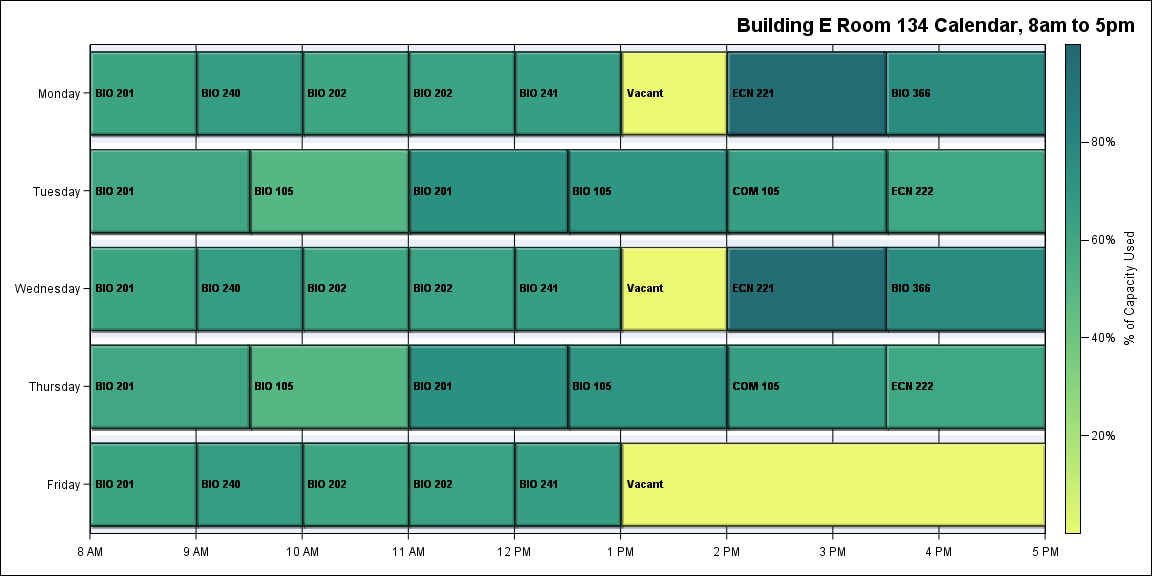 Building E Room 134 Calendar, 8am to 5pm
Monday
BIO 201
BIO 240
BIO 202
BIO 202
BIO 241
Vacant
ECN 221
BIO 366
Tuesday
BIO 201
BIO 105
BIO 201
BIO 105
COM 105
ECN 222
Wednesday
BIO 201
BIO 240
BIO 202
BIO 202
BIO 241
Vacant
ECN 221
BIO 366
Thursday
BIO 201
BIO 105
BIO 201
BIO 105
COM 105
ECN 222
Friday
BIO 201
BIO 240
BIO 202
BIO 202
BIO 241
Vacant
8 AM
9 AM
10 AM
11 AM
12 PM
1 PM
2 PM
3 PM
4 PM
5 PM
80%
60%
40%
20%
% of Capacity Used